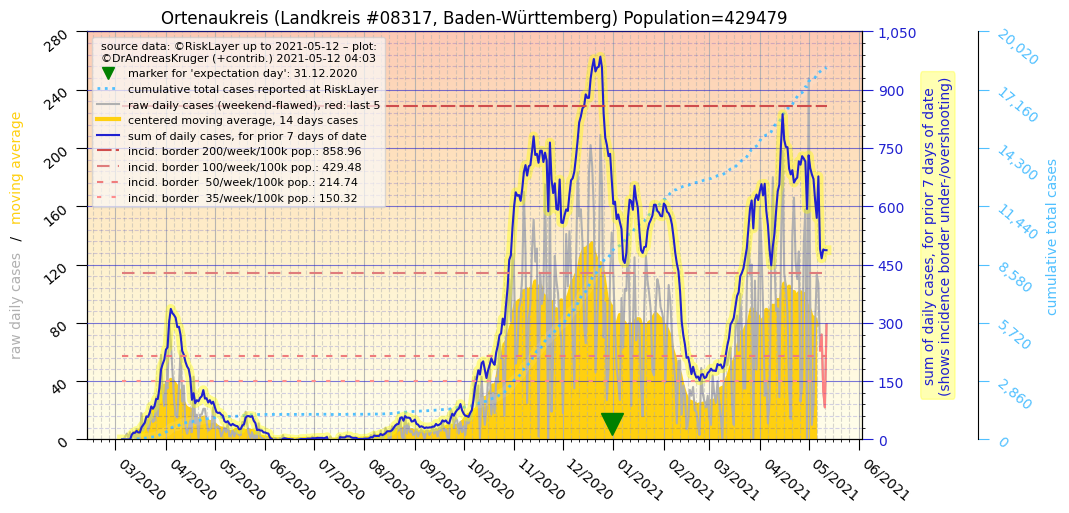 Ortenaukreis (Landkreis #08317, Baden-Württemberg) Population=429479
source data: ©RiskLayer up to 2021-05-12 – plot:
©DrAndreasKruger (+contrib.) 2021-05-12 04:03
marker for 'expectation day': 31.12.2020
cumulative total cases reported at RiskLayer
raw daily cases (weekend-flawed), red: last 5
centered moving average, 14 days cases
sum of daily cases, for prior 7 days of date
incid. border 200/week/100k pop.: 858.96
incid. border 100/week/100k pop.: 429.48
incid. border  50/week/100k pop.: 214.74
incid. border  35/week/100k pop.: 150.32
raw daily cases  /  moving average
280
240
200
160
120
80
40
0
03/2020
04/2020
05/2020
06/2020
07/2020
08/2020
09/2020
10/2020
11/2020
12/2020
01/2021
02/2021
03/2021
04/2021
05/2021
06/2021
1,050
900
750
600
450
300
150
0
sum of daily cases, for prior 7 days of date
(shows incidence border under-/overshooting)
20,020
17,160
14,300
11,440
8,580
5,720
2,860
0
cumulative total cases